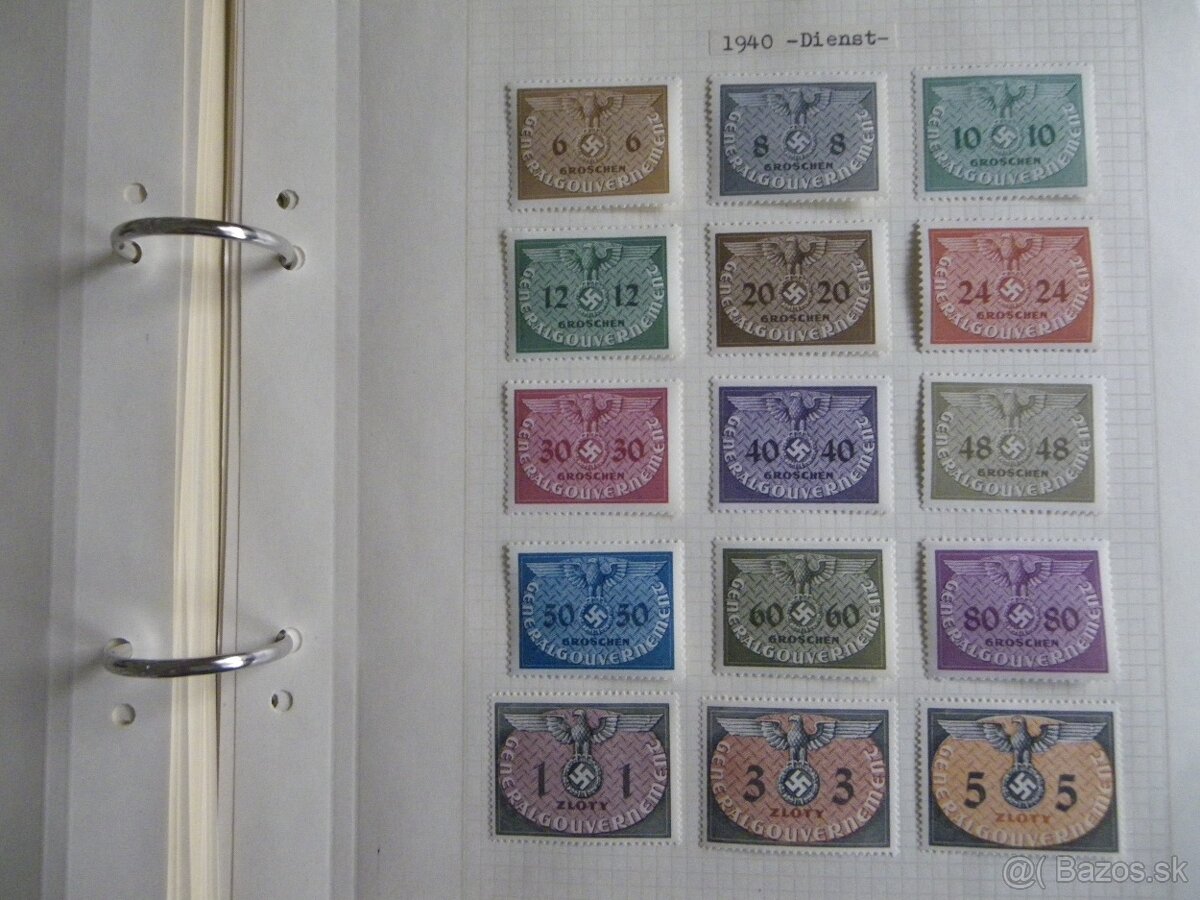 1940 -Dienst-
6 6
GROSCHEN
GENERALGOUVERNEMENT
8 8
GROSCHEN
GENERALGOUVERNEMENT
10 10
GROSCHEN
GENERALGOUVERNEMENT
12 12
GROSCHEN
GENERALGOUVERNEMENT
20 20
GROSCHEN
GENERALGOUVERNEMENT
24 24
GROSCHEN
GENERALGOUVERNEMENT
30 30
GROSCHEN
GENERALGOUVERNEMENT
40 40
GROSCHEN
GENERALGOUVERNEMENT
48 48
GROSCHEN
GENERALGOUVERNEMENT
50 50
GROSCHEN
GENERALGOUVERNEMENT
60 60
GROSCHEN
GENERALGOUVERNEMENT
80 80
GROSCHEN
GENERALGOUVERNEMENT
1 1
ZLOTY
GENERALGOUVERNEMENT
3 3
ZLOTY
GENERALGOUVERNEMENT
5 5
ZLOTY
GENERALGOUVERNEMENT
@( Bazos.sk